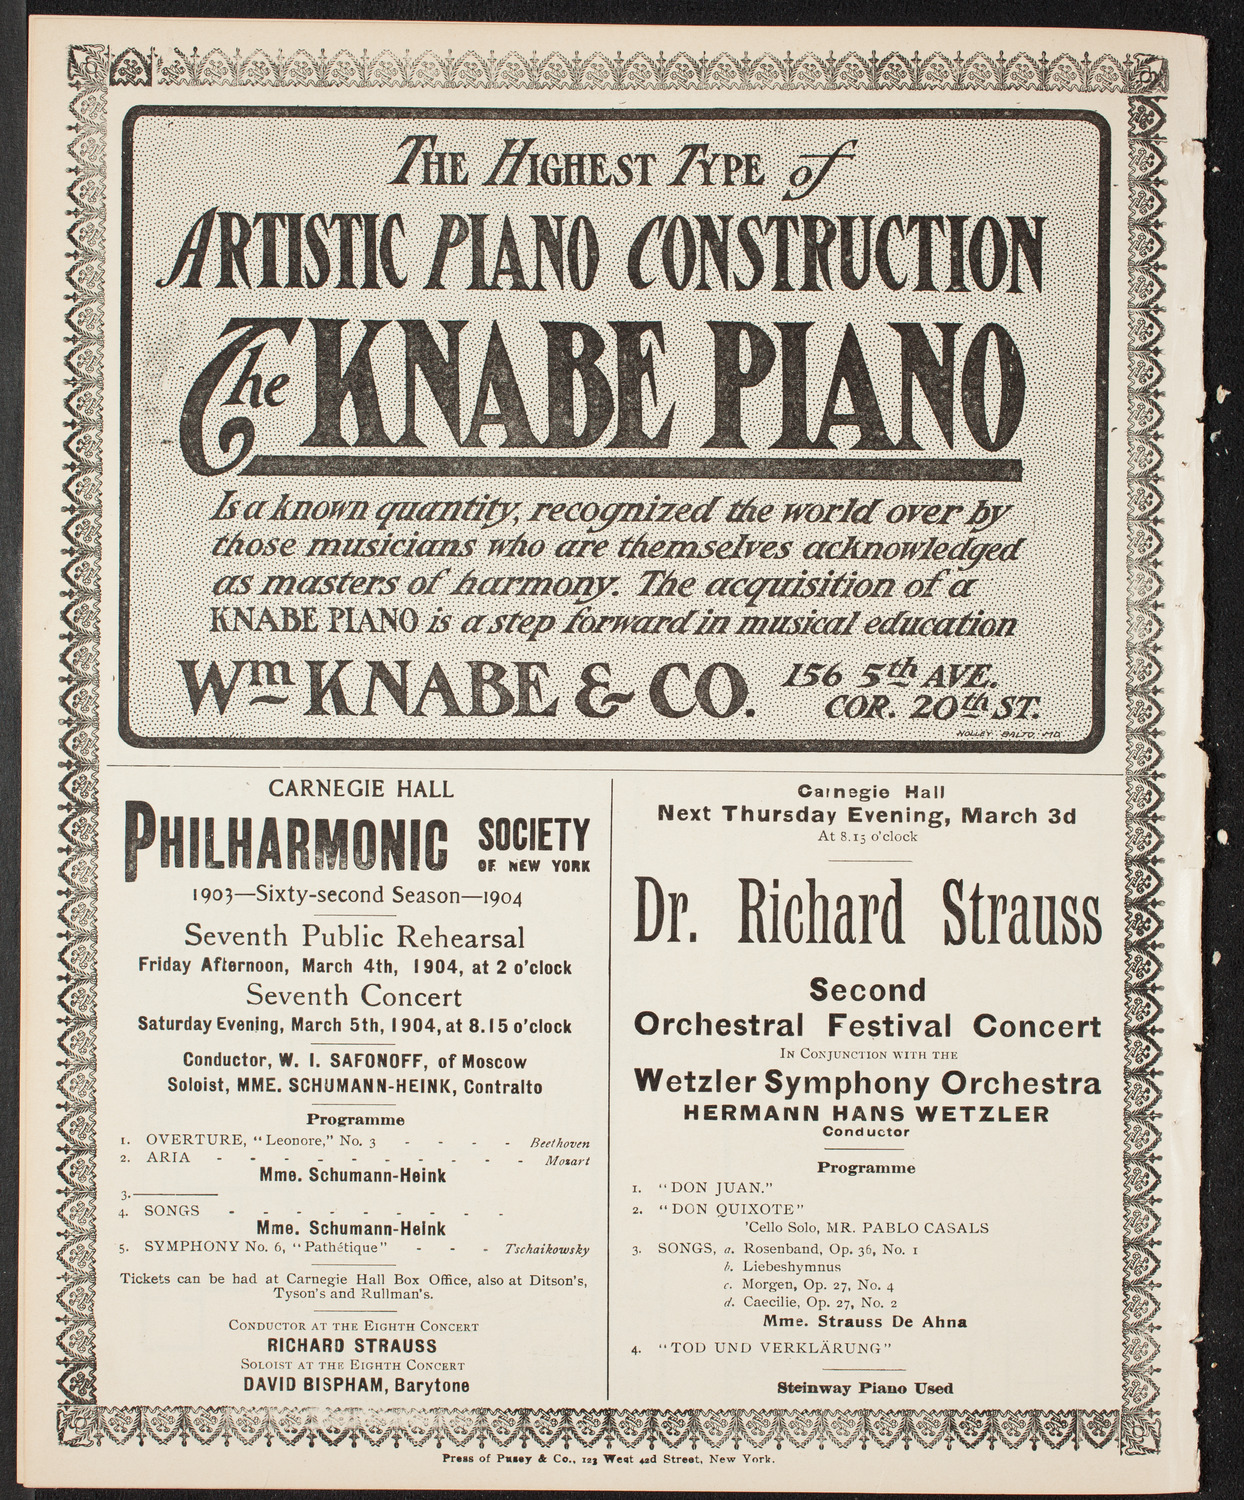 The Highest Type of
Artistic Piano Construction
The KNABE PIANO
Is a known quantity, recognized the world over by
those musicians who are themselves acknowledged
as masters of harmony. The acquisition of a
KNABE PIANO is a step forward in musical education
Wm KNABE & CO. 156 5th AVE.
COR. 20th ST.
NOLLEY BALTO. MD.
CARNEGIE HALL
PHILHARMONIC SOCIETY
OF NEW YORK
1903—Sixty-second Season—1904
Seventh Public Rehearsal
Friday Afternoon, March 4th, 1904, at 2 o'clock
Seventh Concert
Saturday Evening, March 5th, 1904, at 8.15 o'clock
Conductor, W. I. SAFONOFF, of Moscow
Soloist, MME. SCHUMANN-HEINK, Contralto
Programme
1. OVERTURE, "Leonore," No. 3 - - - - Beethoven
2. ARIA - - - - - - - - - - Mozart
Mme. Schumann-Heink
3.————
4. SONGS - - - - - - - - -
Mme. Schumann-Heink
5. SYMPHONY No. 6, "Pathétique" - - - Tschaikowsky
Tickets can be had at Carnegie Hall Box Office, also at Ditson's,
Tyson's and Rullman's.
CONDUCTOR AT THE EIGHTH CONCERT
RICHARD STRAUSS
SOLOIST AT THE EIGHTH CONCERT
DAVID BISPHAM, Barytone
Carnegie Hall
Next Thursday Evening, March 3d
At 8.15 o'clock
Dr. Richard Strauss
Second
Orchestral Festival Concert
IN CONJUNCTION WITH THE
Wetzler Symphony Orchestra
HERMANN HANS WETZLER
Conductor
Programme
1. "DON JUAN."
2. "DON QUIXOTE"
'Cello Solo, MR. PABLO CASALS
3. SONGS, a. Rosenband, Op. 36, No. 1
b. Liebeshymnus
c. Morgen, Op. 27, No. 4
d. Caecilie, Op. 27, No. 2
Mme. Strauss De Ahna
4. "TOD UND VERKLÄRUNG"
Steinway Piano Used
Press of Pusey & Co., 123 West 42d Street, New York.